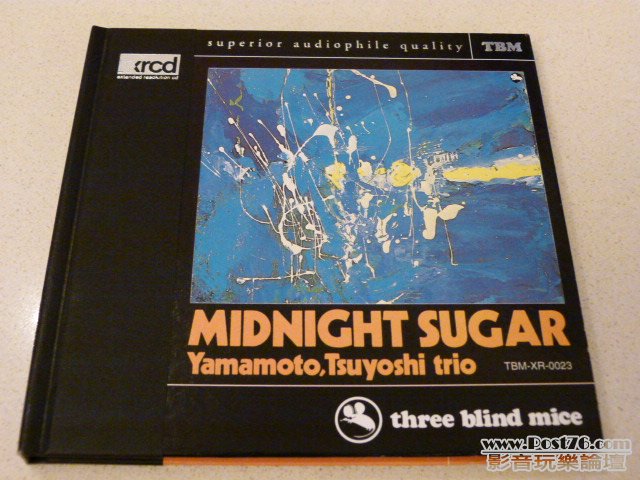 superior audiophile quality
TBM
xrcd
extended resolution cd
MIDNIGHT SUGAR
Yamamoto,Tsuyoshi trio
TBM-XR-0023
three blind mice
www.Post76.com
影音玩樂論壇